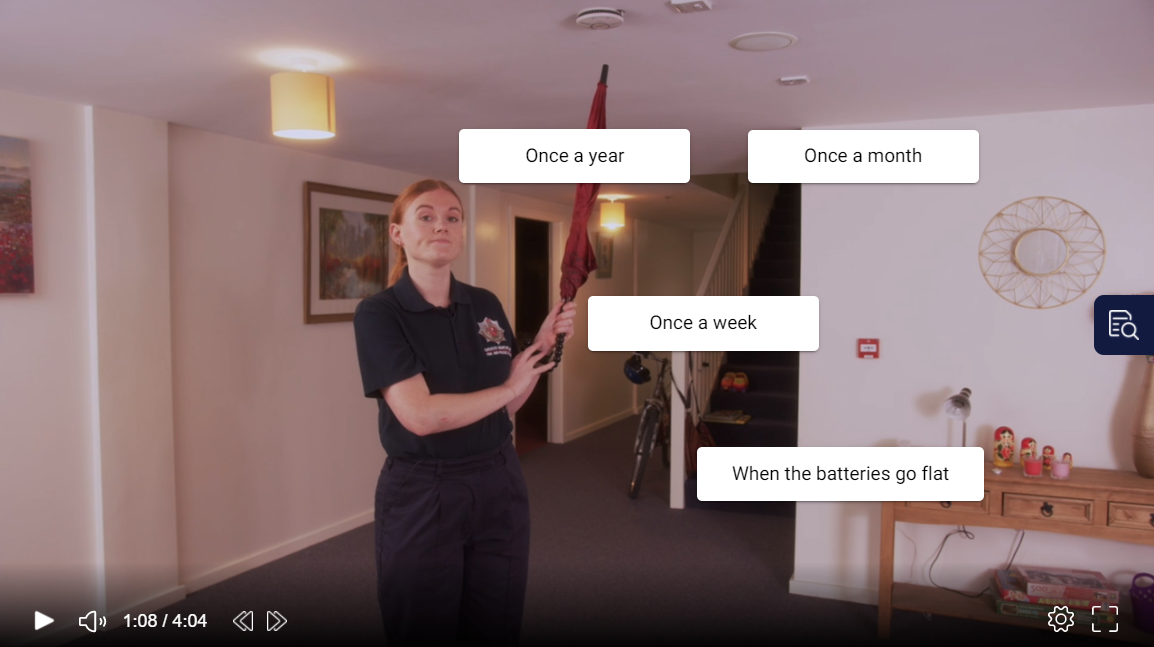 Once a year
Once a month
Once a week
When the batteries go flat
1:08 / 4:04